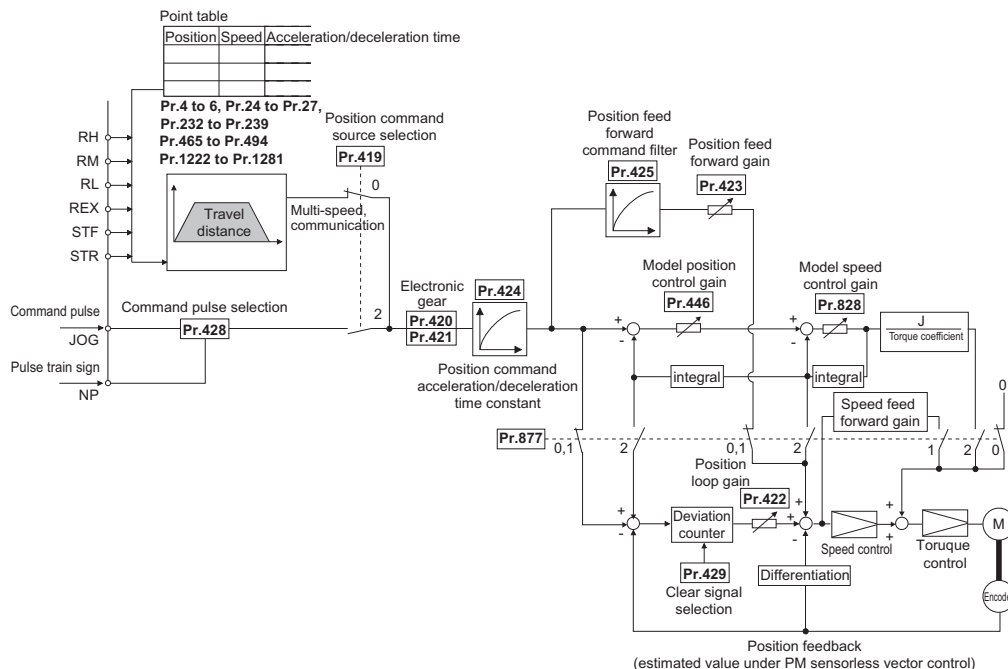 Point table
Position Speed Acceleration/deceleration time
Pr.4 to 6, Pr.24 to Pr.27,
Pr.232 to Pr.239
Pr.465 to Pr.494
Pr.1222 to Pr.1281
RH
RM
RL
REX
STF
STR
Travel
distance
Position command
source selection
Pr.419
0
Multi-speed,
communication
2
Command pulse
JOG
Pulse train sign
NP
Command pulse selection
Pr.428
Electronic
gear
Pr.420
Pr.421
Pr.424
Position command
acceleration/deceleration
time constant
Position feed
forward
command filter
Pr.425
Position feed
forward gain
Pr.423
Model position
control gain
Pr.446
Model speed
control gain
Pr.828
+
-
+
-
J
Torque coefficient
integral
integral
0
Speed feed
forward gain
Pr.877
0,1
2
0,1
2
1
2
0
Position
loop gain
Pr.422
+
+
-
Deviation
counter
+
+
-
Speed control
+
+
Toruque
control
M
Pr.429
Clear signal
selection
Differentiation
Encode
Position feedback
(estimated value under PM sensorless vector control)